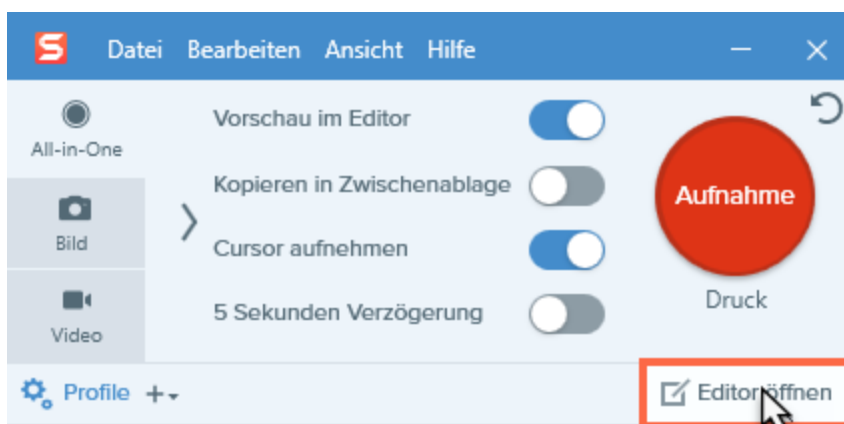 S Datei Bearbeiten Ansicht Hilfe
All-in-One
Bild
Video
Vorschau im Editor
Kopieren in Zwischenablage
Cursor aufnehmen
5 Sekunden Verzögerung
Aufnahme
Druck
Profile
Editor öffnen